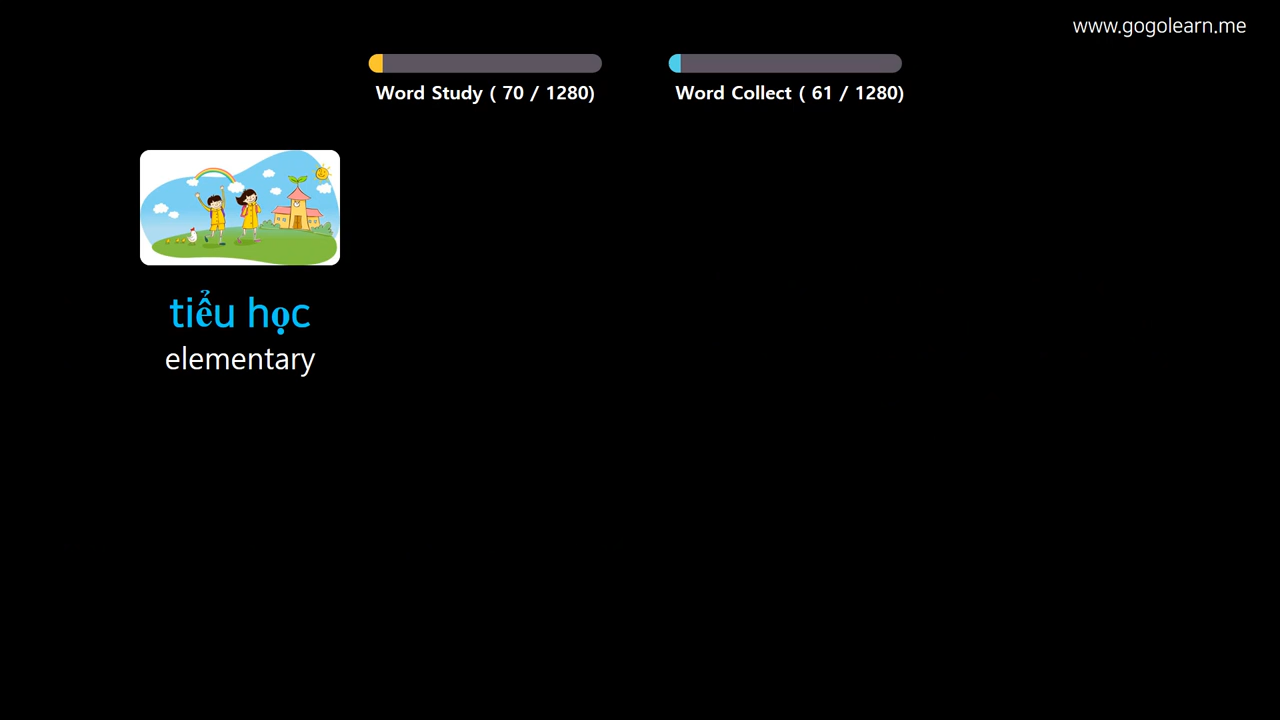 www.gogolearn.me
Word Study ( 70 / 1280)
Word Collect ( 61 / 1280)
tiểu học
elementary